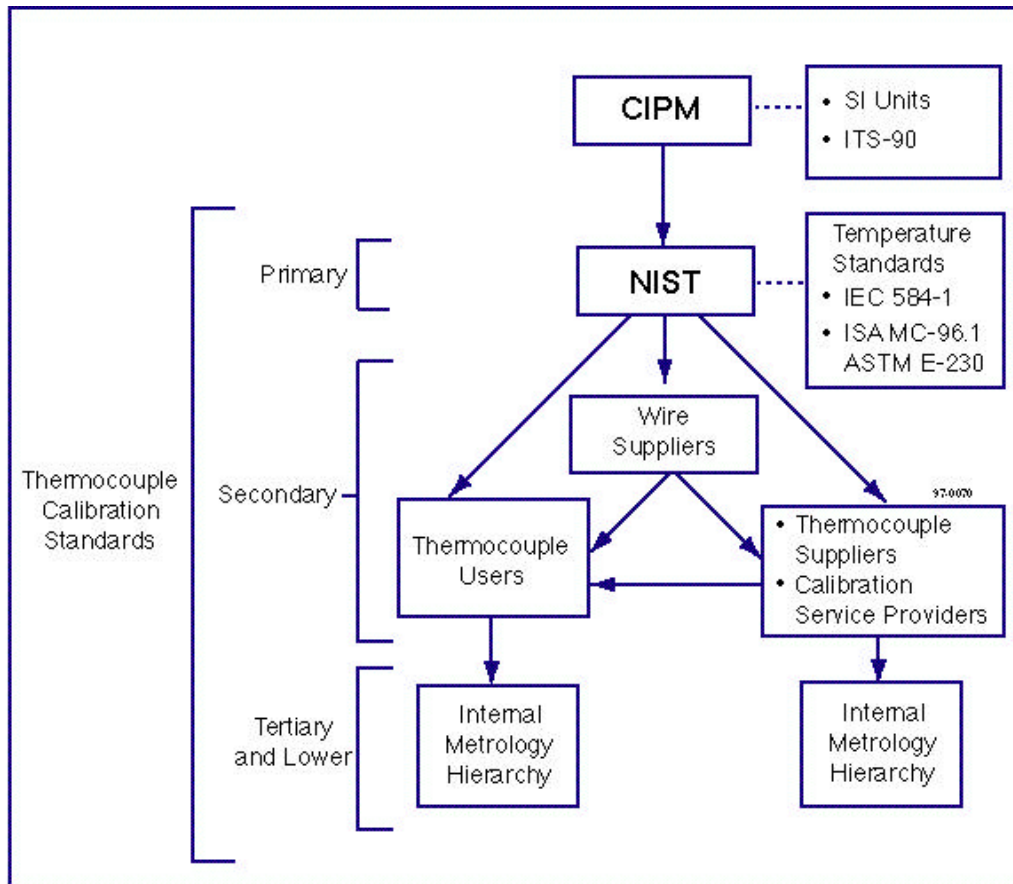 CIPM
• SI Units
• ITS-90
Primary
NIST
Temperature
Standards
• IEC 584-1
• ISA MC-96.1
ASTM E-230
Thermocouple
Calibration
Standards
Secondary
Wire
Suppliers
97-0070
Thermocouple
Users
• Thermocouple
Suppliers
• Calibration
Service Providers
Tertiary
and Lower
Internal
Metrology
Hierarchy
Internal
Metrology
Hierarchy